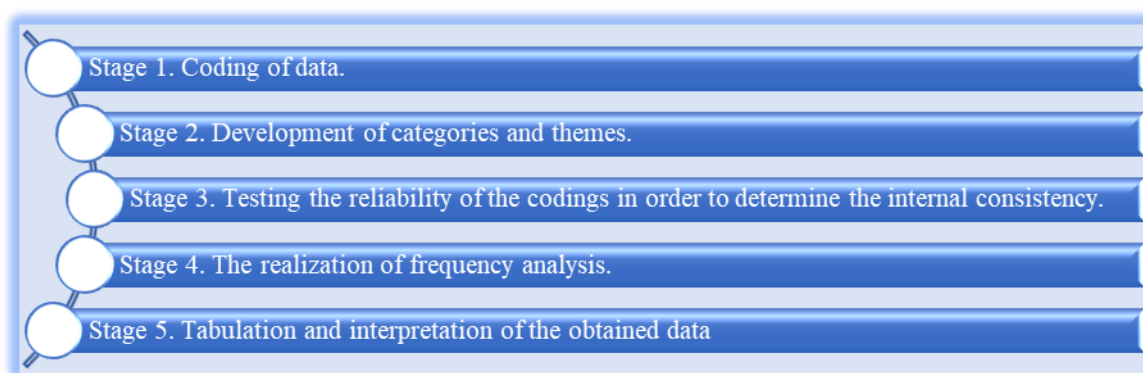 Stage 1. Coding of data.
Stage 2. Development of categories and themes.
Stage 3. Testing the reliability of the codings in order to determine the internal consistency.
Stage 4. The realization of frequency analysis.
Stage 5. Tabulation and interpretation of the obtained data